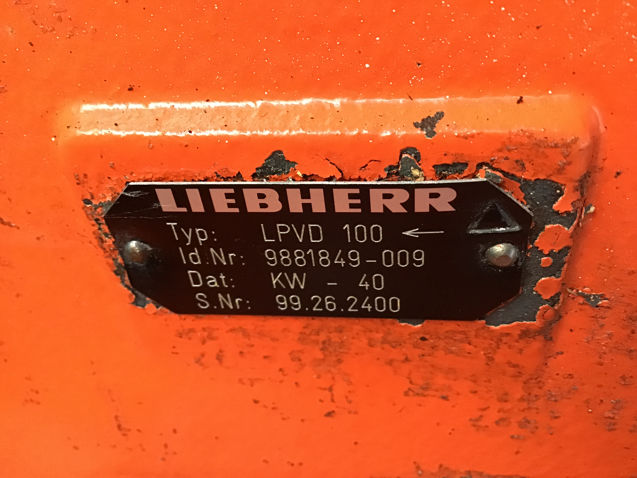 LIEBHERR
Typ: LPVD 100 ←
Id.Nr: 9881849-009
Dat: KW - 40
S.Nr: 99.26.2400